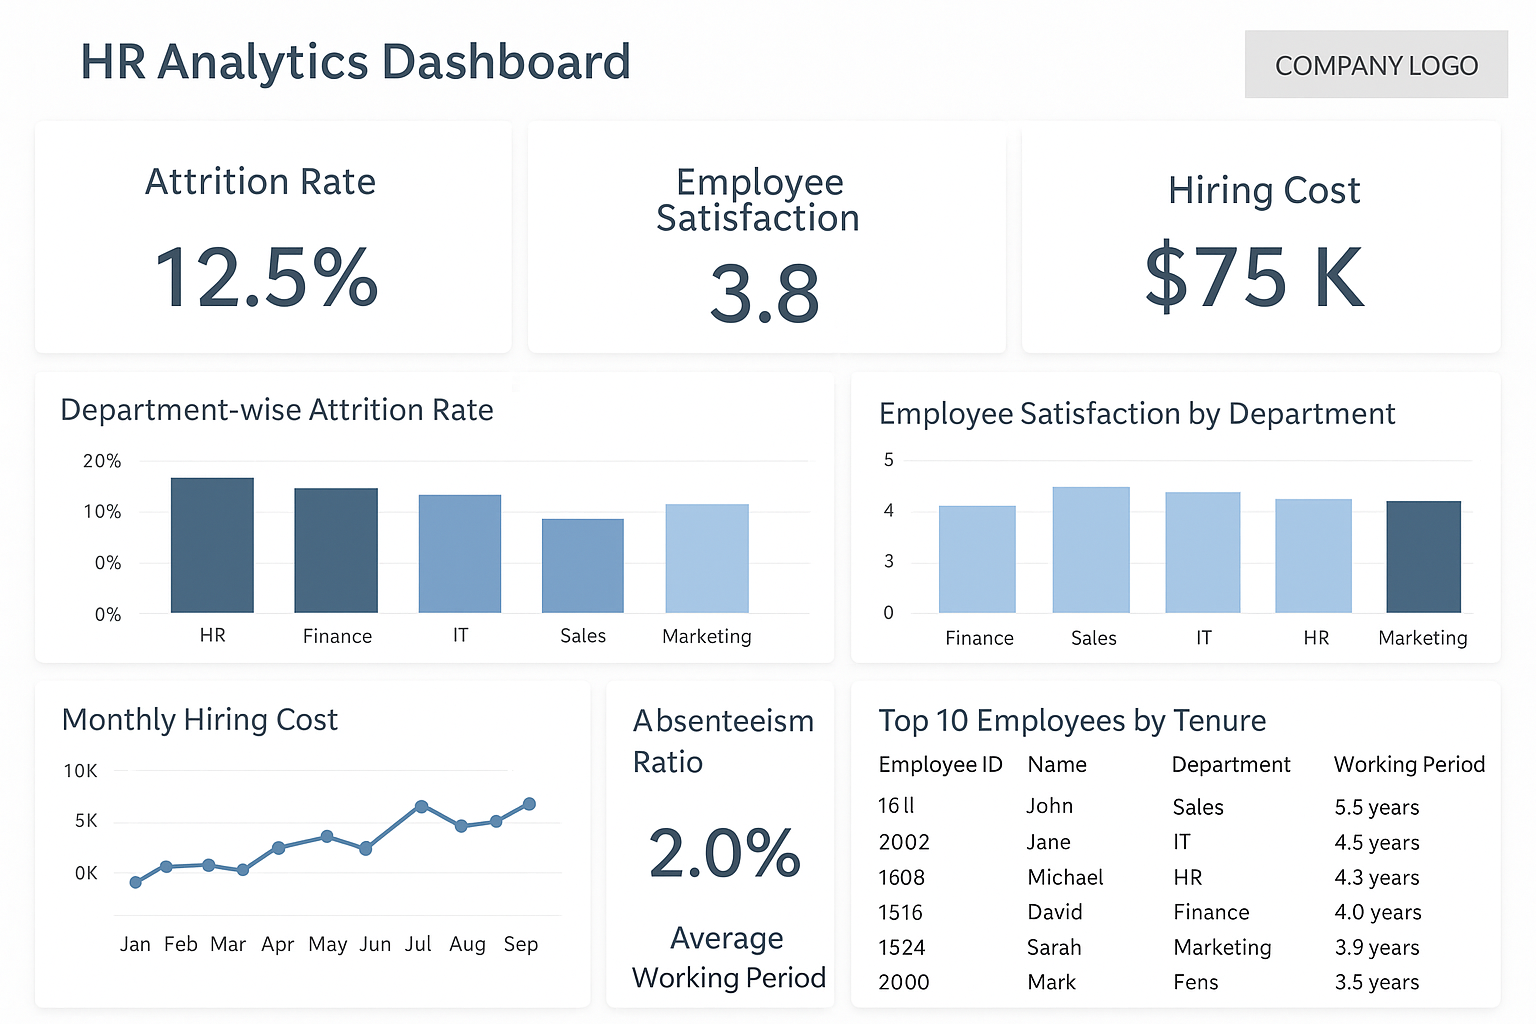 HR Analytics Dashboard
COMPANY LOGO
Attrition Rate
12.5%
Employee
Satisfaction
3.8
Hiring Cost
$75 K
Department-wise Attrition Rate
20%
10%
0%
0%
HR Finance IT Sales Marketing
Employee Satisfaction by Department
5
4
3
0
Finance Sales IT HR Marketing
Monthly Hiring Cost
10K
5K
0K
Jan Feb Mar Apr May Jun Jul Aug Sep
Absenteeism
Ratio
2.0%
Average
Working Period
Top 10 Employees by Tenure
Employee ID Name Department Working Period
16ll John Sales 5.5 years
2002 Jane IT 4.5 years
1608 Michael HR 4.3 years
1516 David Finance 4.0 years
1524 Sarah Marketing 3.9 years
2000 Mark Fens 3.5 years